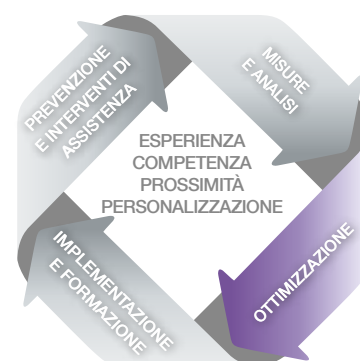 PREVENZIONE
E INTERVENTI DI
ASSISTENZA
MISURE
E ANALISI
ESPERIENZA
COMPETENZA
PROSSIMITÀ
PERSONALIZZAZIONE
OTTIMIZZAZIONE
IMPLEMENTAZIONE
E FORMAZIONE